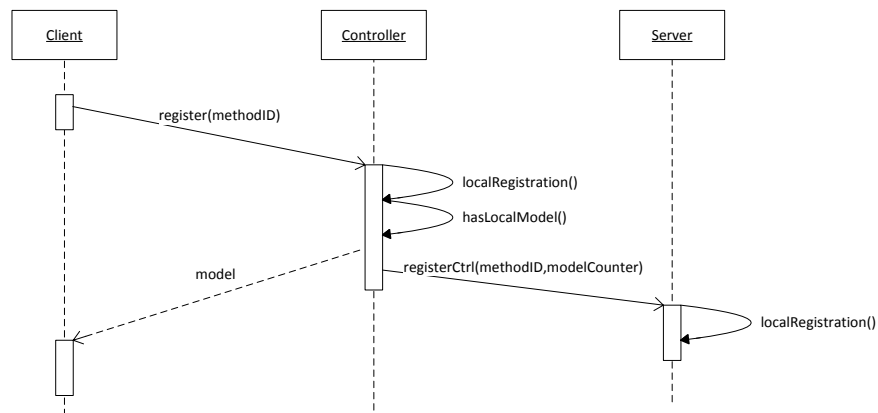 Client
Controller
Server
register(methodID)
localRegistration()
hasLocalModel()
model
registerCtrl(methodID,modelCounter)
localRegistration()